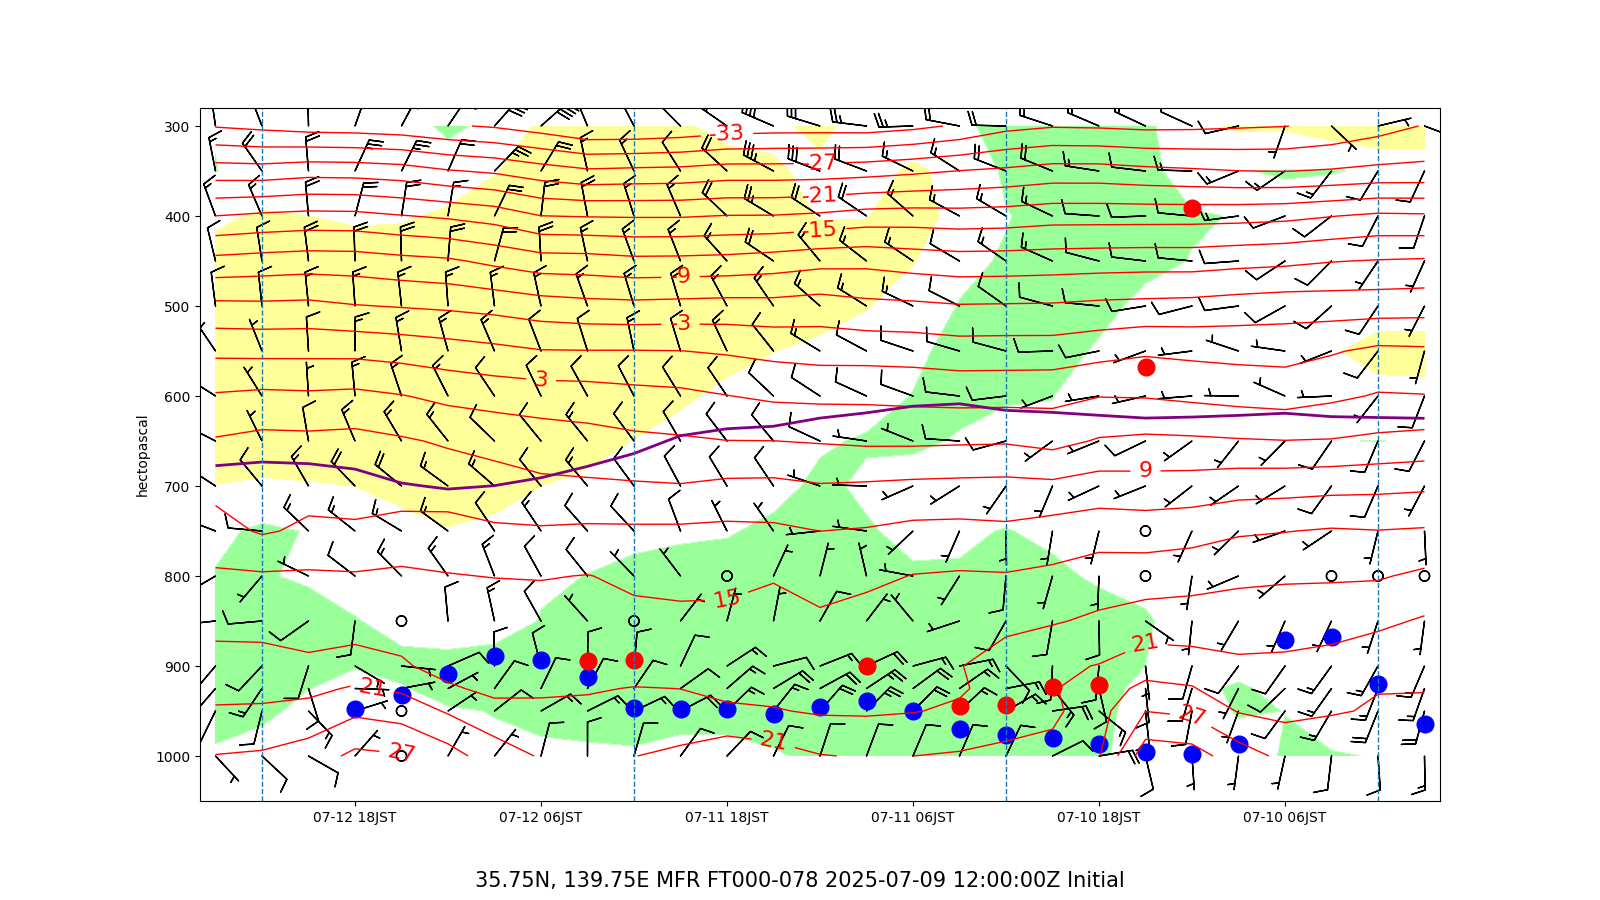 300
400
500
600
700
800
900
1000
hectopascal
-33
-27
-21
-15
-9
-3
3
9
15
21
21
27
27
21
07-12 18JST
07-12 06JST
07-11 18JST
07-11 06JST
07-10 18JST
07-10 06JST
35.75N, 139.75E MFR FT000-078 2025-07-09 12:00:00Z Initial